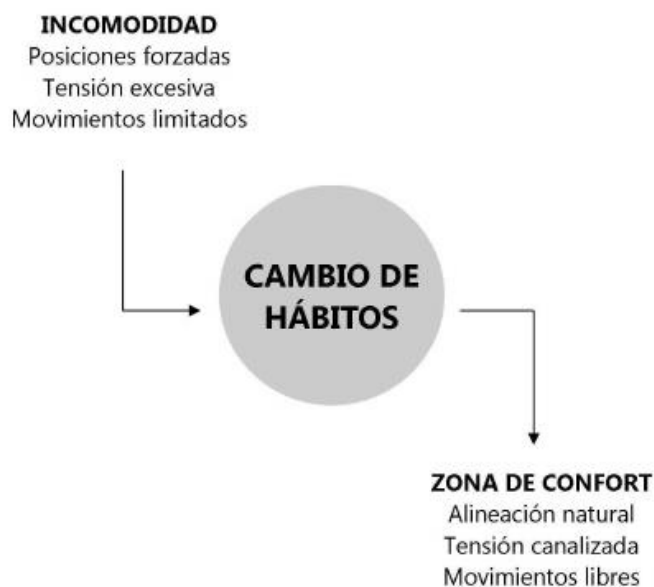 INCOMODIDAD
Posiciones forzadas
Tensión excesiva
Movimientos limitados
CAMBIO DE
HÁBITOS
ZONA DE CONFORT
Alineación natural
Tensión canalizada
Movimientos libres